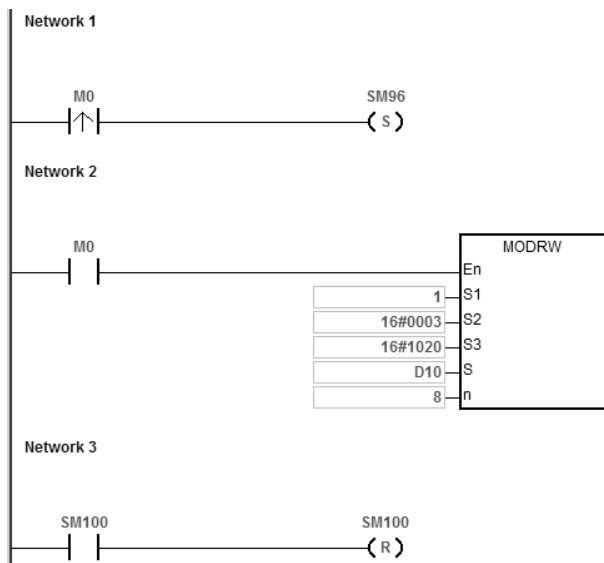 Network 1
M0 SM96
S
Network 2
M0 MODRW
En
1 S1
16#0003 S2
16#1020 S3
D10 S
8 n
Network 3
SM100 SM100
R